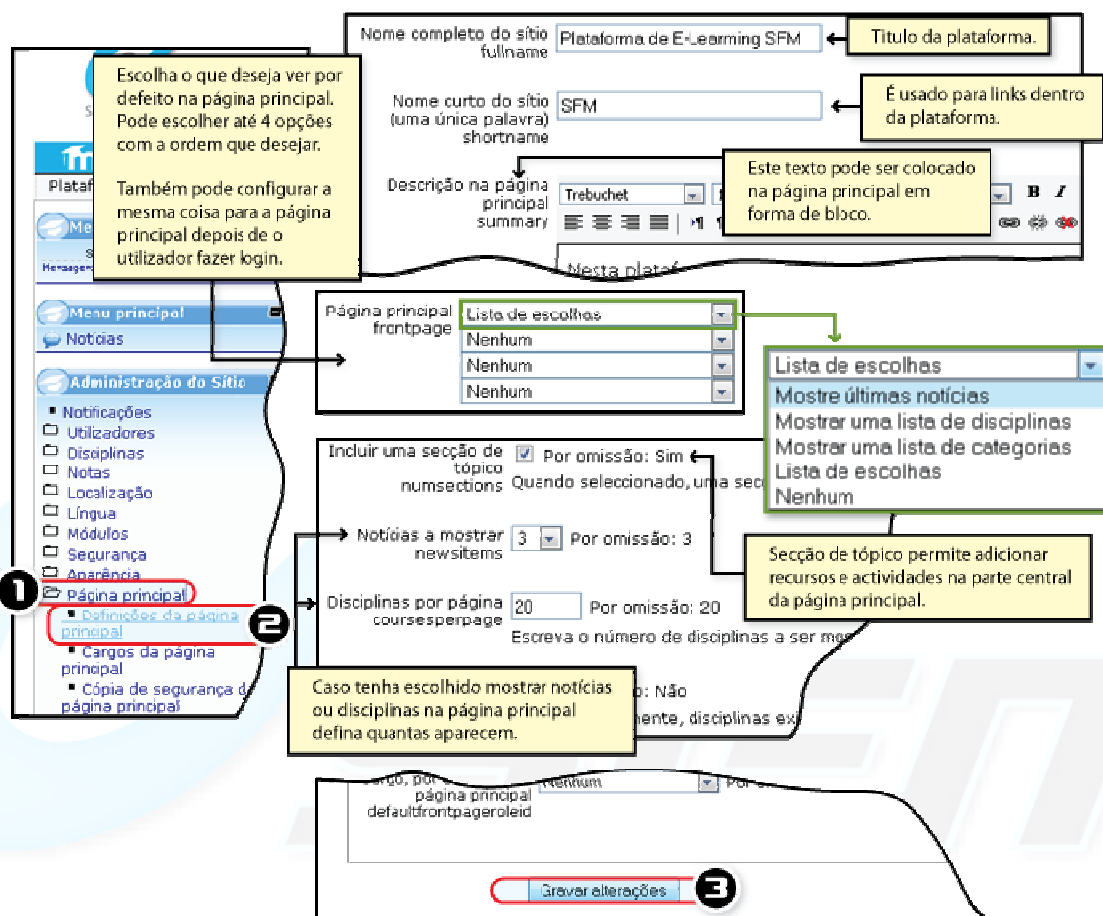 Nome completo do sítio
fullname
Plataforma de E-Learning SFM
Titulo da plataforma.
Nome curto do sítio
(uma única palavra)
shortname
SFM
É usado para links dentro
da plataforma.
Descrição na página
principal
summary
Trebuchet
B I
Este texto pode ser colocado
na página principal em
forma de bloco.
Nesta plataf
Escolha o que deseja ver por
defeito na página principal.
Pode escolher até 4 opções
com a ordem que desejar.
Também pode configurar a
mesma coisa para a página
principal depois de o
utilizador fazer login.
Plataf
Menu principal
Noticias
Administração do Sítio
Notificações
Utilizadores
Disciplinas
Notas
Localização
Língua
Módulos
Segurança
Aparência
1
Página principal
Definições da página
principal
2
Cargos da página
principal
Cópia de segurança d
página principal
Página principal
frontpage
Lista de escolhas
Nenhum
Nenhum
Nenhum
Lista de escolhas
Mostre últimas notícias
Mostrar uma lista de disciplinas
Mostrar uma lista de categorias
Lista de escolhas
Nenhum
Incluir uma secção de
tópico
numsections
Por omissão: Sim
Quando seleccionado, uma sec
Notícias a mostrar
newsitems
3
Por omissão: 3
Secção de tópico permite adicionar
recursos e actividades na parte central
da página principal.
Disciplinas por página
coursesperpage
20
Por omissão: 20
Escreva o número de disciplinas a ser mos
Caso tenha escolhido mostrar notícias
ou disciplinas na página principal
defina quantas aparecem.
o: Não
mente, disciplinas exi
página principal
defaultfrontpageroleid
Nenhum
Gravar alterações
3